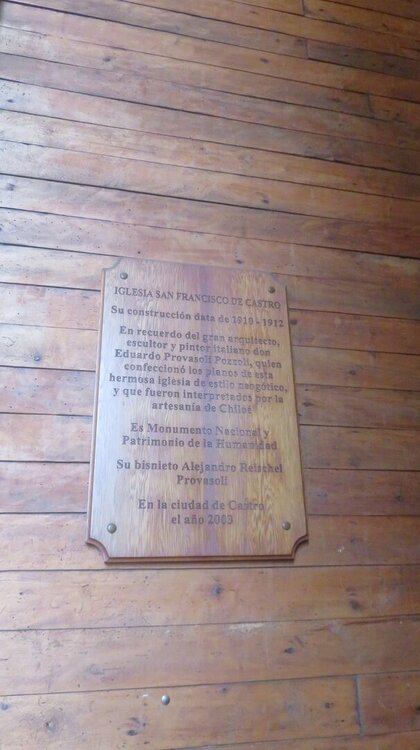 IGLESIA SAN FRANCISCO DE CASTRO
Su construcción data de 1910 - 1912
En recuerdo del gran arquitecto,
escultor y pintor italiano don
Eduardo Provasoli Pozzoli, quien
confeccionó los planos de esta
hermosa iglesia de estilo neogótico,
y que fueron interpretados por la
artesanía de Chiloé
Es Monumento Nacional y
Patrimonio de la Humanidad
Su bisnieto Alejandro Reischel
Provasoli
En la ciudad de Castro
el año 2003